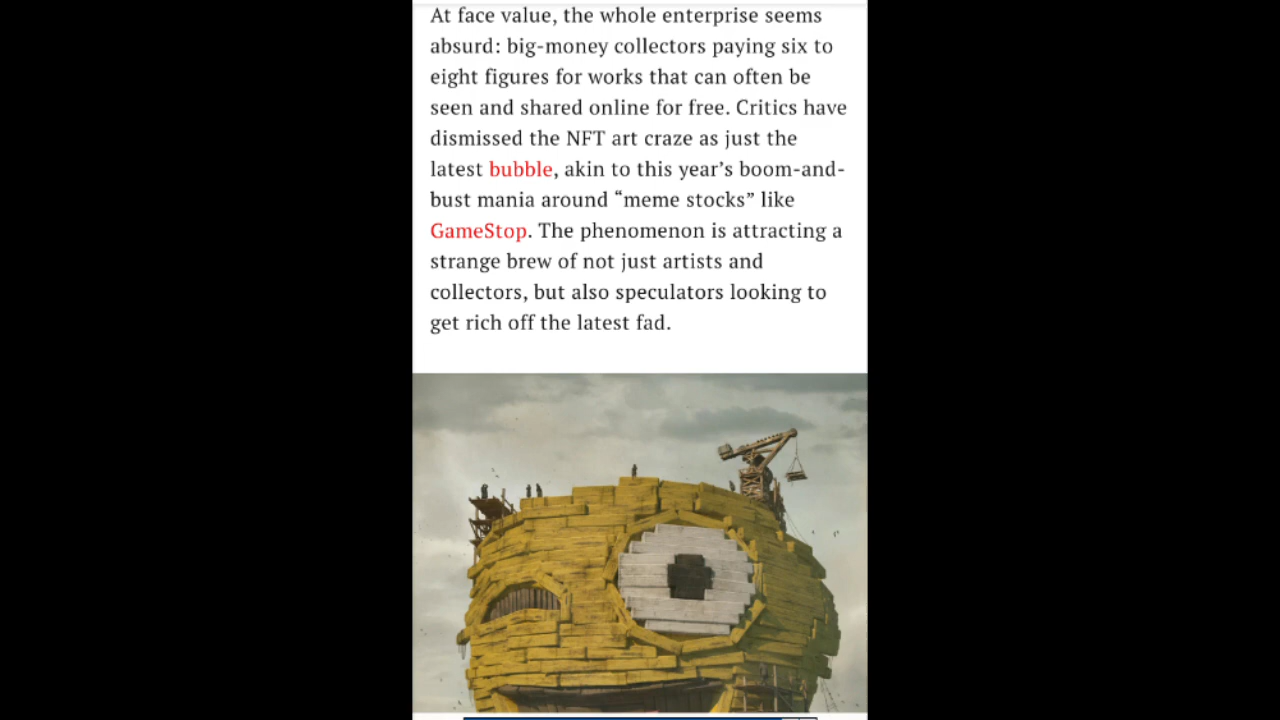 At face value, the whole enterprise seems
absurd: big-money collectors paying six to
eight figures for works that can often be
seen and shared online for free. Critics have
dismissed the NFT art craze as just the
latest bubble, akin to this year’s boom-and-
bust mania around “meme stocks” like
GameStop. The phenomenon is attracting a
strange brew of not just artists and
collectors, but also speculators looking to
get rich off the latest fad.